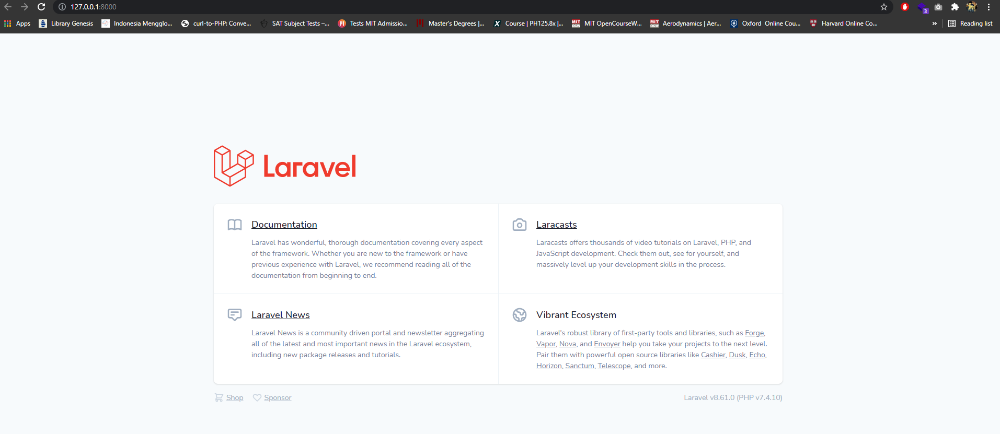 127.0.0.1:8000
3
Apps
Library Genesis
Indonesia Mengglo...
curl-to-PHP: Conve...
SAT Subject Tests –...
Tests MIT Admissio...
Master's Degrees |...
X Course | PH125.8x |...
MIT OCW MIT OpenCourseW...
MIT OCW Aerodynamics | Aer...
Oxford Online Cou...
Harvard Online Co...
»
Reading list
Laravel
Documentation
Laravel has wonderful, thorough documentation covering every aspect
of the framework. Whether you are new to the framework or have
previous experience with Laravel, we recommend reading all of the
documentation from beginning to end.
Laracasts
Laracasts offers thousands of video tutorials on Laravel, PHP, and
JavaScript development. Check them out, see for yourself, and
massively level up your development skills in the process.
Laravel News
Laravel News is a community driven portal and newsletter aggregating
all of the latest and most important news in the Laravel ecosystem,
including new package releases and tutorials.
Vibrant Ecosystem
Laravel's robust library of first-party tools and libraries, such as Forge,
Vapor, Nova, and Envoyer help you take your projects to the next level.
Pair them with powerful open source libraries like Cashier, Dusk, Echo,
Horizon, Sanctum, Telescope, and more.
Shop
Sponsor
Laravel v8.61.0 (PHP v7.4.10)